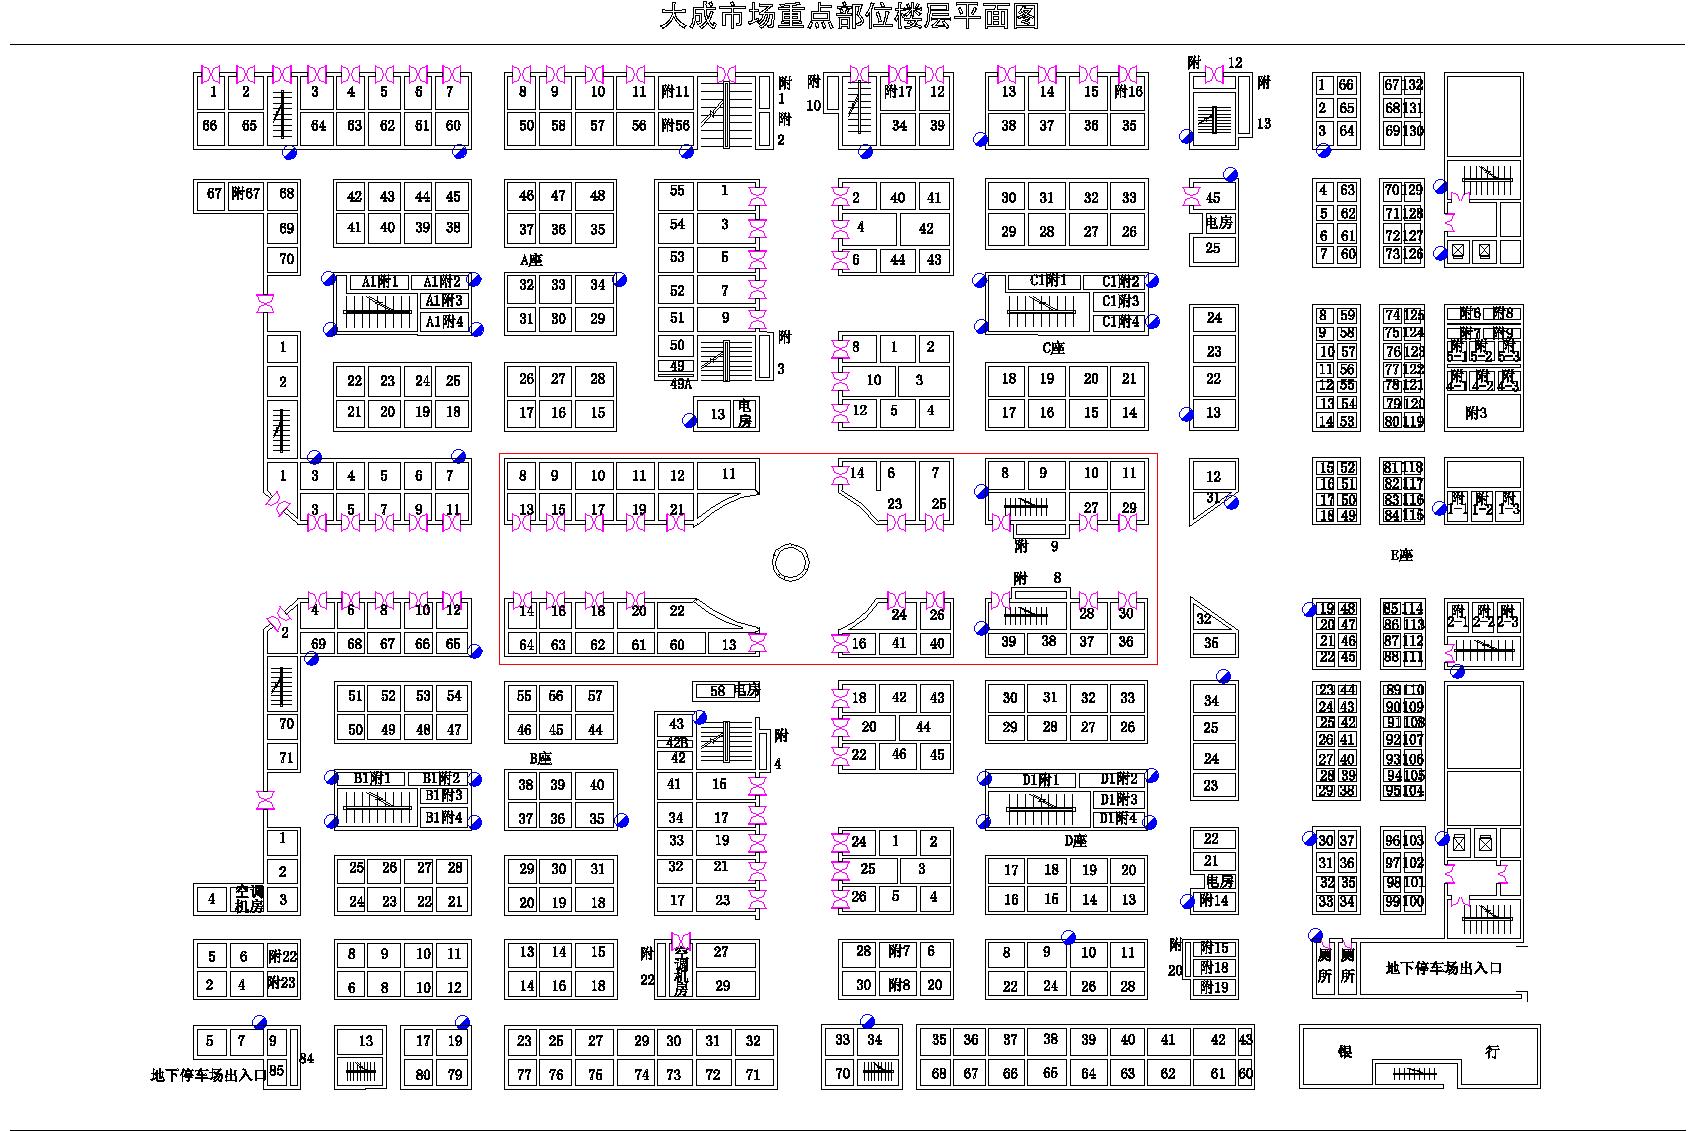 大成市场重点部位楼层平面图
附 12
1 2 3 4 5 6 7 8 9 10 11 附11 附1 附10 附17 12 13 14 15 附16 附13 1 66 67 132
2 65 68 131
66 65 64 63 62 61 60 50 58 57 56 附56 附2 34 39 38 37 36 35 3 64 69 130
67 附67 68 42 43 44 45 46 47 48 55 1 2 40 41 30 31 32 33 45 4 63 70 129
69 41 40 39 38 37 36 35 54 3 4 42 29 28 27 26 电房 5 62 71 128
6 61 72 127
70 A座 53 5 6 44 43 25 7 60 73 126
A1附1 A1附2 32 33 34 52 7 C1附1 C1附2
A1附3 C1附3
A1附4 31 30 29 51 9 C1附4 24 8 59 74 125 附6 附8
9 58 75 124 附7 附9
1 50 附3 8 1 2 C座 23 10 57 76 123 附5-1 附5-2 附5-3
49 11 56 77 122
2 22 23 24 25 26 27 28 49A 10 3 18 19 20 21 22 12 55 78 121 附4-1 附4-2 附4-3
13 54 79 120
21 20 19 18 17 16 15 13 电房 12 5 4 17 16 15 14 13 14 53 80 119 附3
1 3 4 5 6 7 8 9 10 11 12 11 14 6 7 8 9 10 11 12 15 52 81 118
16 51 82 117
31 17 50 83 116 附1-1 附1-2 附1-3
3 5 7 9 11 13 15 17 19 21 23 25 27 29 18 49 84 115
附 9
E座
附 8
4 6 8 10 12 14 16 18 20 22 24 26 28 30 32 19 48 85 114 附2-1 附2-2 附2-3
2 20 47 86 113
69 68 67 66 65 64 63 62 61 60 13 16 41 40 39 38 37 36 36 21 46 87 112
22 45 88 111
51 52 53 54 55 56 57 58 电房 18 42 43 30 31 32 33 34 23 44 89 110
24 43 90 109
70 50 49 48 47 46 45 44 43 20 44 29 28 27 26 25 25 42 91 108
42B 附4
71 B座 42 22 46 45 24 26 41 92 107
B1附1 B1附2 38 39 40 41 15 D1附1 D1附2 23 27 40 93 106
B1附3 D1附3 28 39 94 105
B1附4 37 36 35 34 17 D1附4 29 38 95 104
1 33 19 24 1 2 D座 22 30 37 96 103
2 25 26 27 28 29 30 31 32 21 25 3 17 18 19 20 21 31 36 97 102
电房 32 35 98 101
4 空调机房 3 24 23 22 21 20 19 18 17 23 26 5 4 16 15 14 13 附14 33 34 99 100
5 6 附22 8 9 10 11 13 14 15 附22 空调机房 27 28 附7 6 8 9 10 11 附20 附15 厕所 厕所 地下停车场出入口
附18
2 4 附23 6 8 10 12 14 16 18 29 30 附8 20 22 24 26 28 附19
5 7 9 13 17 19 23 25 27 29 30 31 32 33 34 35 36 37 38 39 40 41 42 43 银 行
84
地下停车场出入口 85 80 79 77 76 75 74 73 72 71 70 68 67 66 65 64 63 62 61 60